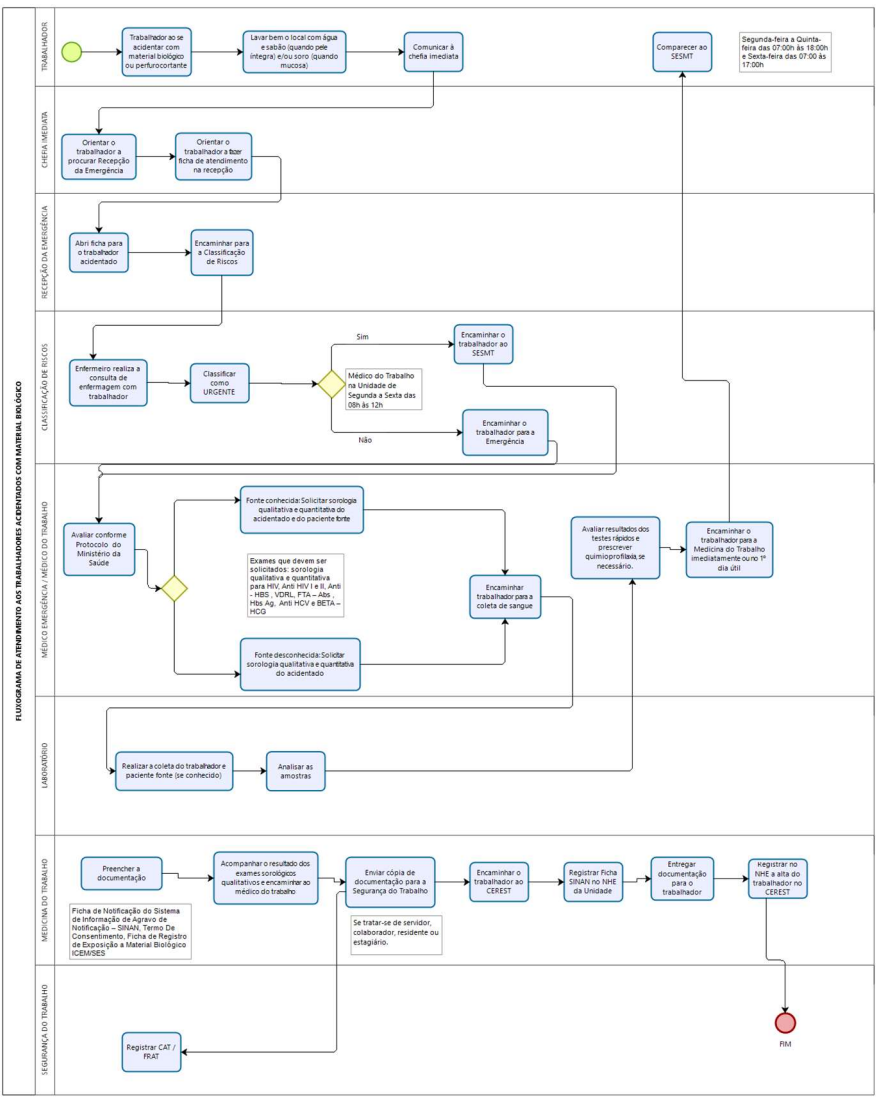 FLUXOGRAMA DE ATENDIMENTO AOS TRABALHADORES ACIDENTADOS COM MATERIAL BIOLÓGICO
TRABALHADOR
Trabalhador ao se
acidentar com
material biológico
ou perfurocortante
Lavar bem o local com água
e sabão (quando pele
íntegra) e/ou soro (quando
mucosa)
Comunicar à
chefia imediata
Comparecer ao
SESMT
Segunda-feira a Quinta-
feira das 07:00h às 18:00h
e Sexta-feira das 07:00 às
17:00h
CHEFIA IMEDIATA
Orientar o
trabalhador a
procurar Recepção
da Emergência
Orientar o
trabalhador a fazer
ficha de atendimento
na recepção
RECEPÇÃO DA EMERGÊNCIA
Abri ficha para
o trabalhador
acidentado
Encaminhar para
a Classificação
de Riscos
CLASSIFICAÇÃO DE RISCOS
Enfermeiro realiza a
consulta de
enfermagem com
trabalhador
Classificar
como
URGENTE
Sim
Médico do Trabalho
na Unidade de
Segunda a Sexta das
08h às 12h
Não
Encaminhar o
trabalhador ao
SESMT
Encaminhar o
trabalhador para a
Emergência
MÉDICO EMERGÊNCIA / MÉDICO DO TRABALHO
Avaliar conforme
Protocolo do
Ministério da
Saúde
Fonte conhecida: Solicitar sorologia
qualitativa e quantitativa do
acidentado e do paciente fonte
Exames que devem ser
solicitados: sorologia
qualitativa e quantitativa
para HIV, Anti HIV I e II, Anti
- HBS , VDRL, FTA – Abs ,
Hbs Ag, Anti HCV e BETA –
HCG
Fonte desconhecida: Solicitar
sorologia qualitativa e quantitativa
do acidentado
Encaminhar
trabalhador para a
coleta de sangue
Avaliar resultados dos
testes rápidos e
prescrever
quimioprofilaxia, se
necessário.
Encaminhar o
trabalhador para a
Medicina do Trabalho
imediatamente ou no 1º
dia útil
LABORATÓRIO
Realizar a coleta do trabalhador e
paciente fonte (se conhecido)
Analisar as
amostras
MEDICINA DO TRABALHO
Preencher a
documentação
Ficha de Notificação do Sistema
de Informação de Agravo de
Notificação – SINAN, Termo De
Consentimento, Ficha de Registro
de Exposição a Material Biológico
ICEM/SES
Acompanhar o resultado dos
exames sorológicos
qualitativos e encaminhar ao
médico do trabalho
Enviar cópia de
documentação para a
Segurança do Trabalho
Se tratar-se de servidor,
colaborador, residente ou
estagiário.
Encaminhar o
trabalhador ao
CEREST
Registrar Ficha
SINAN no NHE
da Unidade
Entregar
documentação
para o
trabalhador
Registrar no
NHE a alta do
trabalhador no
CEREST
SEGURANÇA DO TRABALHO
Registrar CAT /
FRAT
FIM